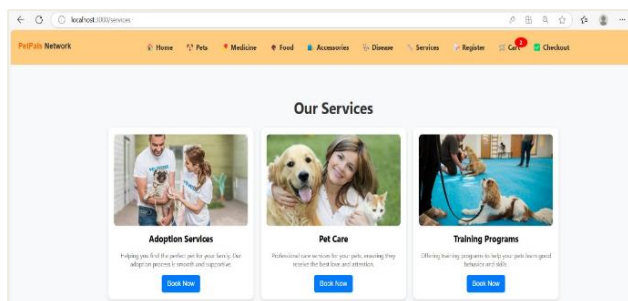 localhost:3000/services
PetPals Network
Home Pets Medicine Food Accessories Disease Services Register Cart 1 Checkout
Our Services
Adoption Services
Pet Care
Training Programs
Helping you find the perfect pet for your family. Our
adoption process is smooth and supportive.
Professional care services for your pets, ensuring they
receive the best love and attention.
Offering training programs to help your pets learn good
behavior and skills.
Book Now
Book Now
Book Now